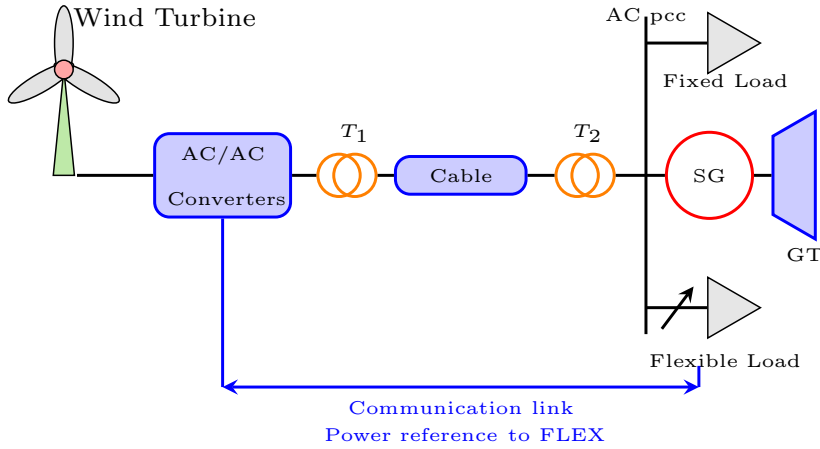 Wind Turbine
AC pcc
Fixed Load
T1
T2
AC/AC
Converters
Cable
SG
GT
Flexible Load
Communication link
Power reference to FLEX